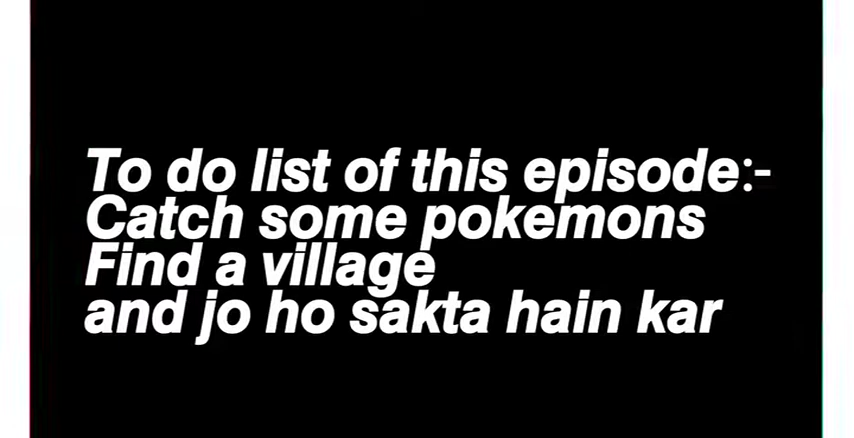 To do list of this episode:-
Catch some pokemons
Find a village
and jo ho sakta hain kar